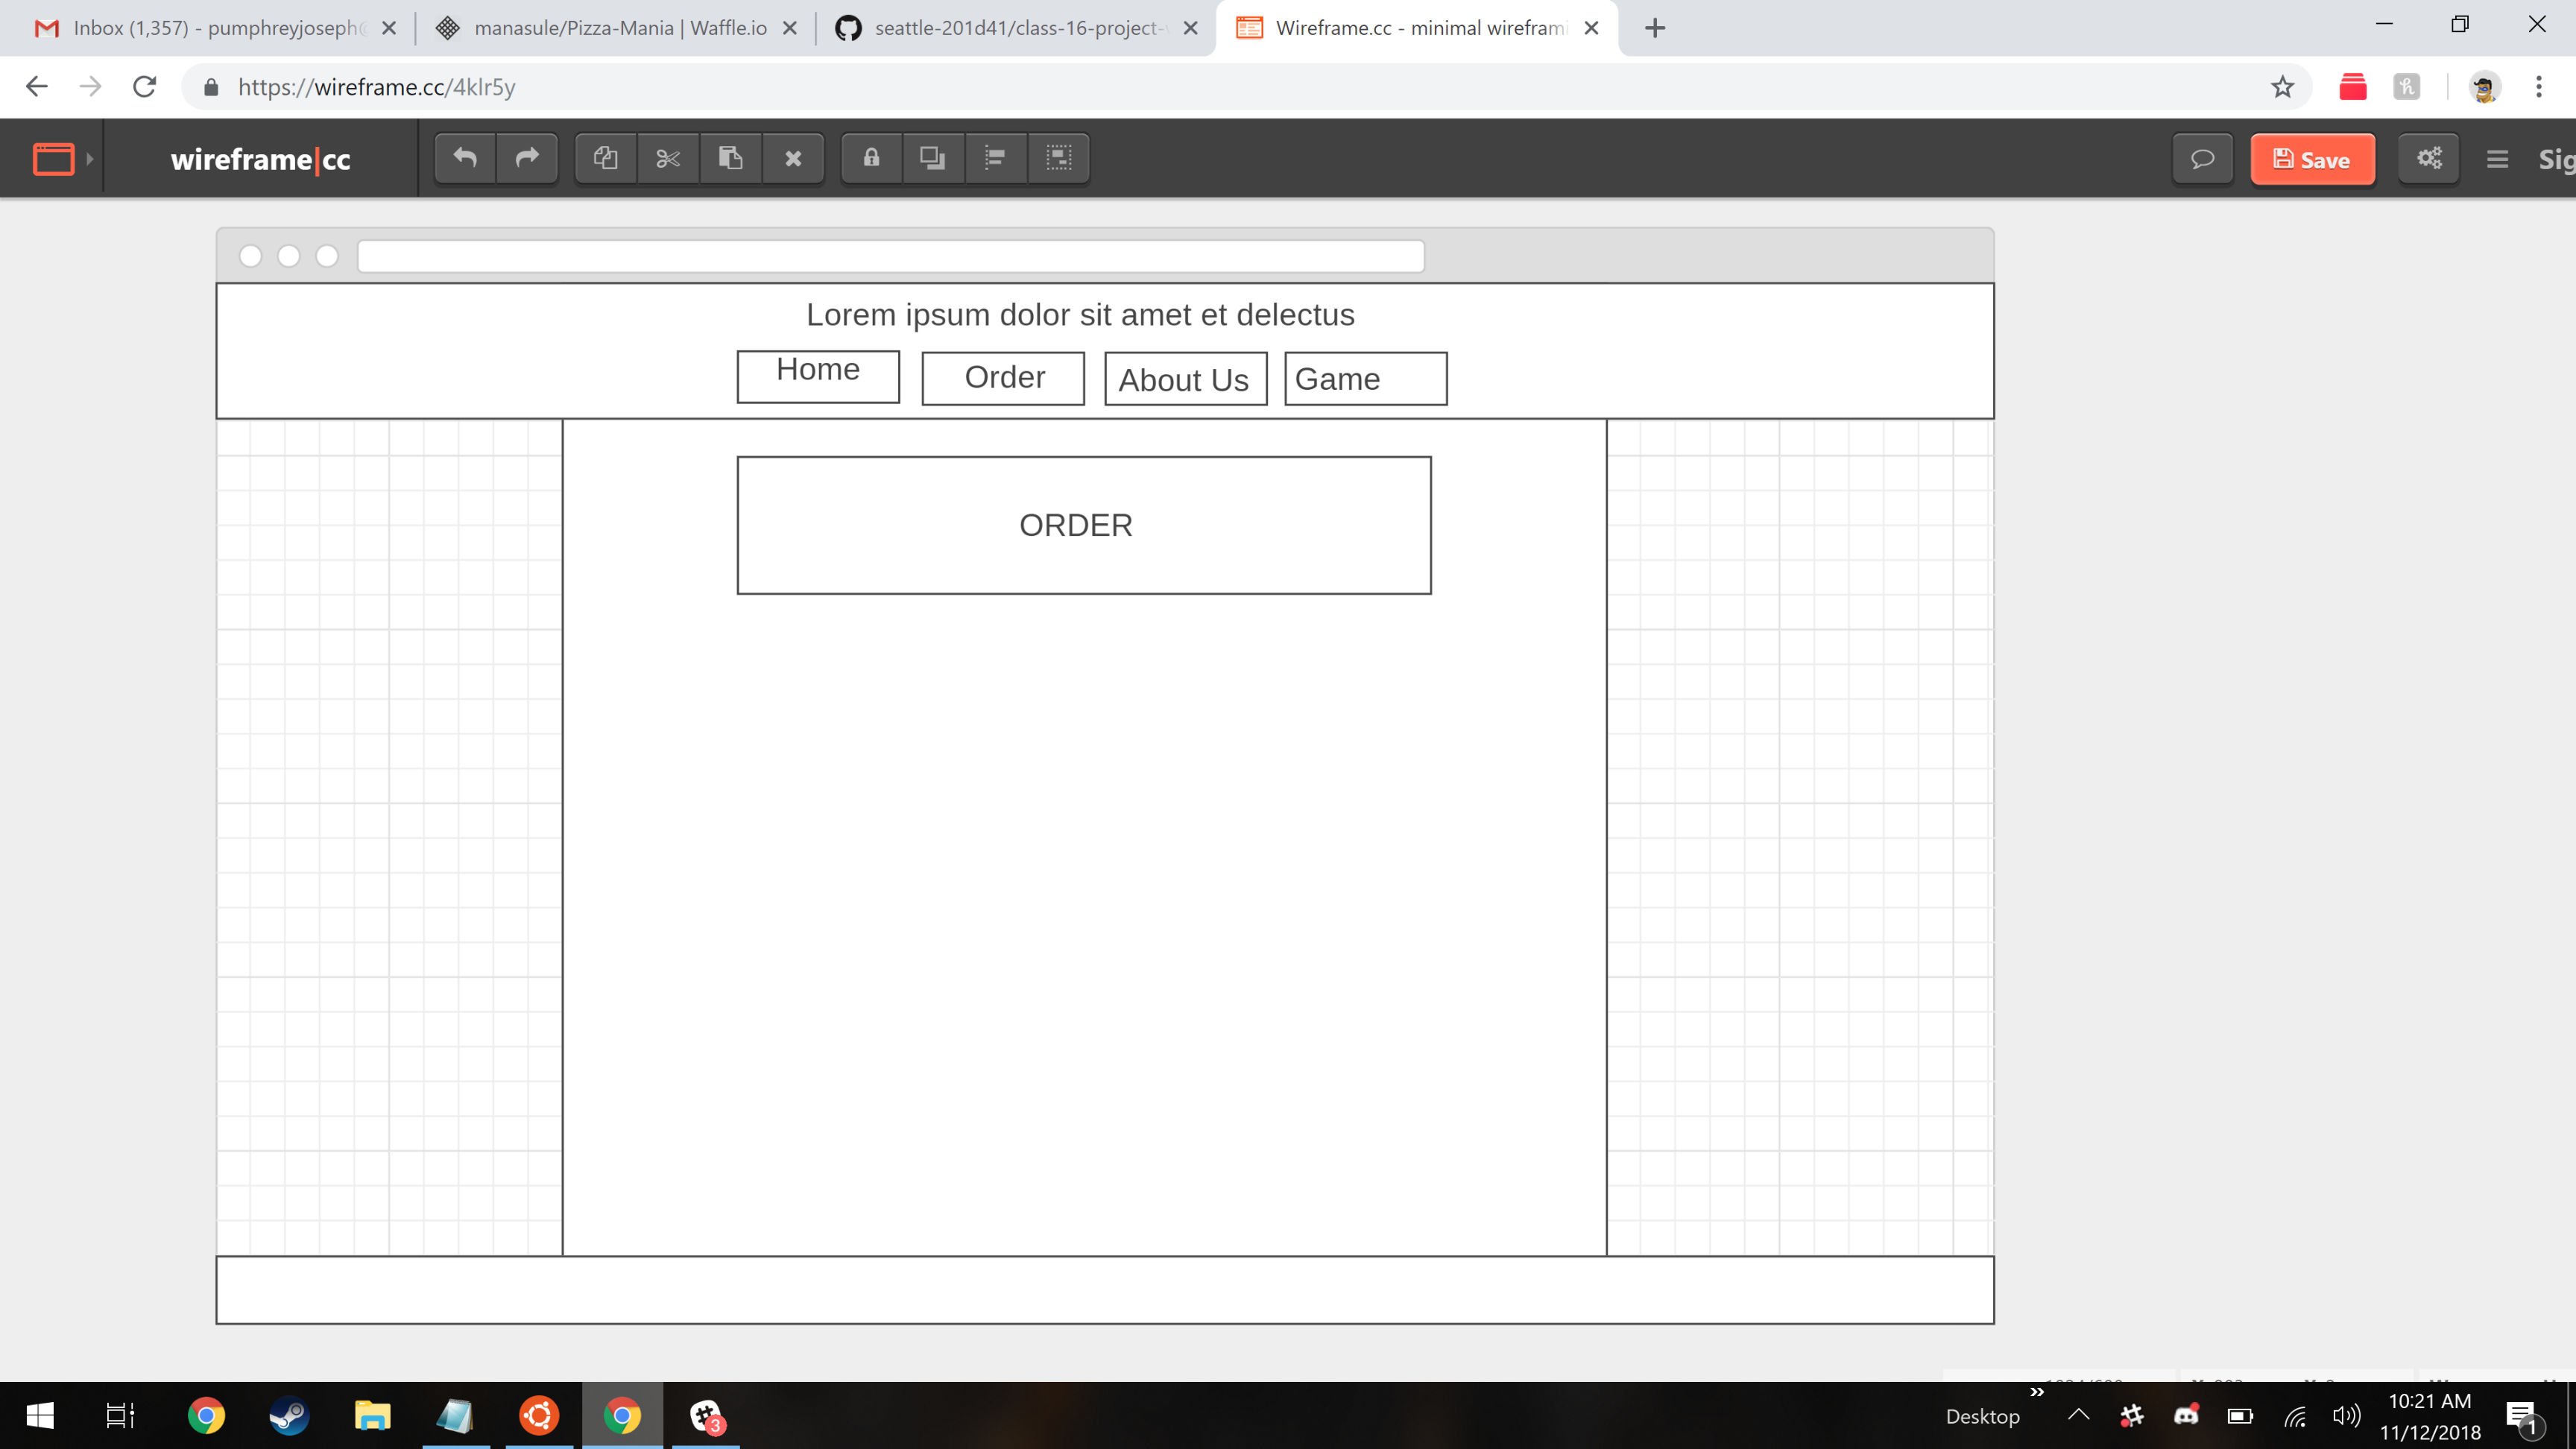 Inbox (1,357) - pumphreyjoseph@
manasule/Pizza-Mania | Waffle.io
seattle-201d41/class-16-project-
Wireframe.cc - minimal wirefram
https://wireframe.cc/4klr5y
wireframe|cc
Save
Sig
Lorem ipsum dolor sit amet et delectus
Home
Order
About Us
Game
ORDER
3
Desktop
10:21 AM
11/12/2018
1